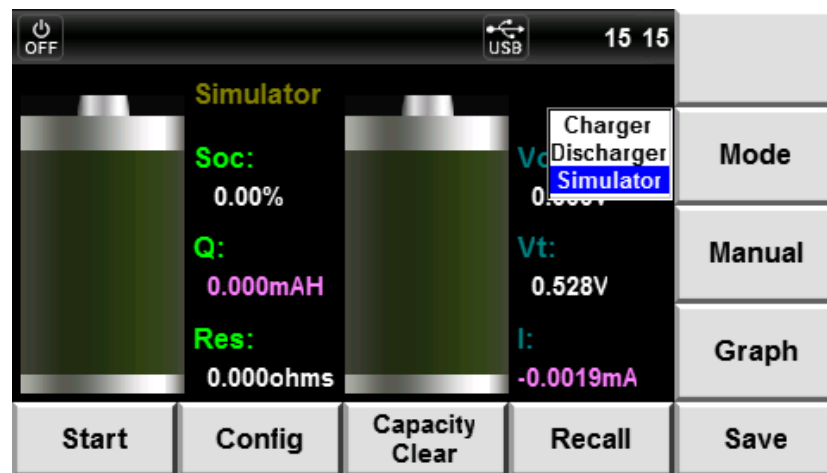 OFF
USB
15 15
Simulator
Charger
Discharger
Simulator
Soc:
0.00%
Q:
0.000mAH
Vt:
0.528V
Res:
0.000ohms
I:
-0.0019mA
Mode
Manual
Graph
Start
Config
Capacity
Clear
Recall
Save